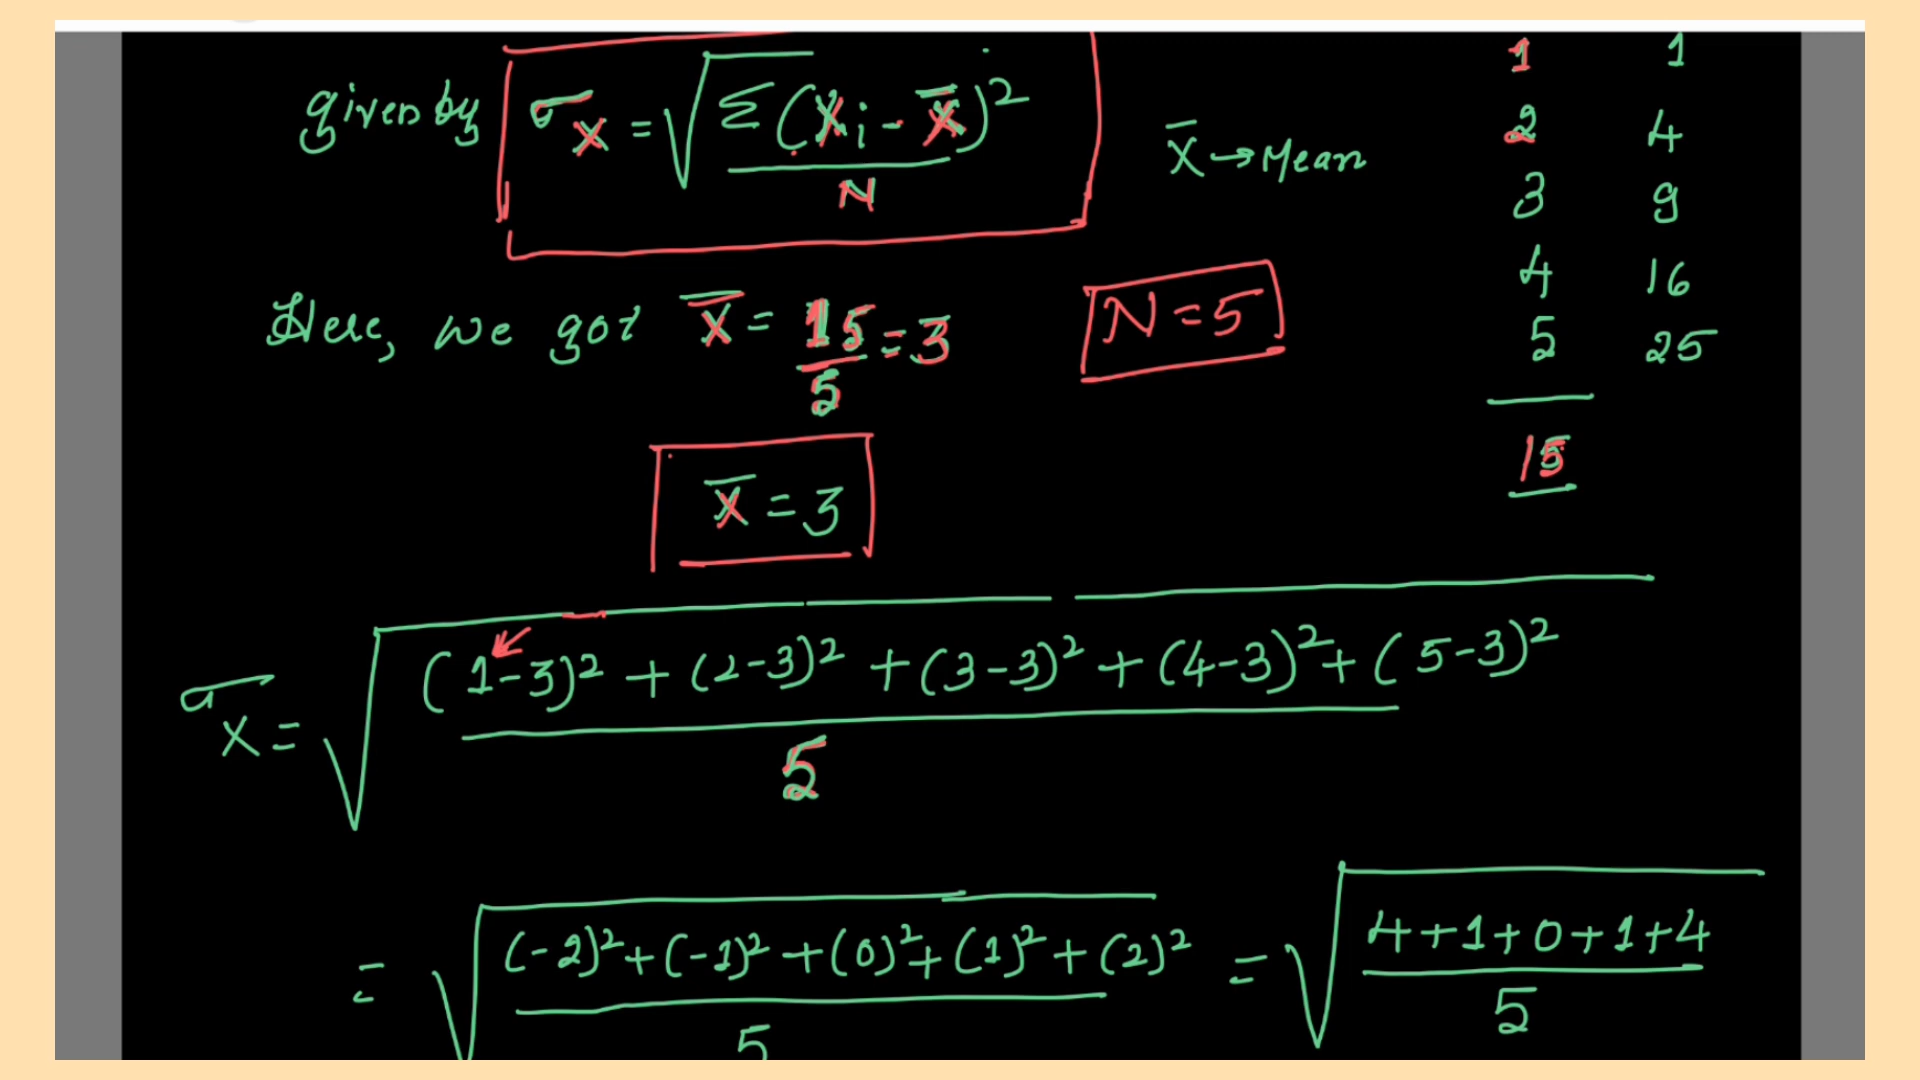 given by σx = √Σ(Xi - X̄)² / N
X̄ → Mean
1 1
2 4
3 9
4 16
5 25
15
Here, we got X̄ = 15/5 = 3
N = 5
X̄ = 3
σx = √(1-3)² + (2-3)² + (3-3)² + (4-3)² + (5-3)² / 5
= √(-2)² + (-1)² + (0)² + (1)² + (2)² / 5 = √4+1+0+1+4 / 5